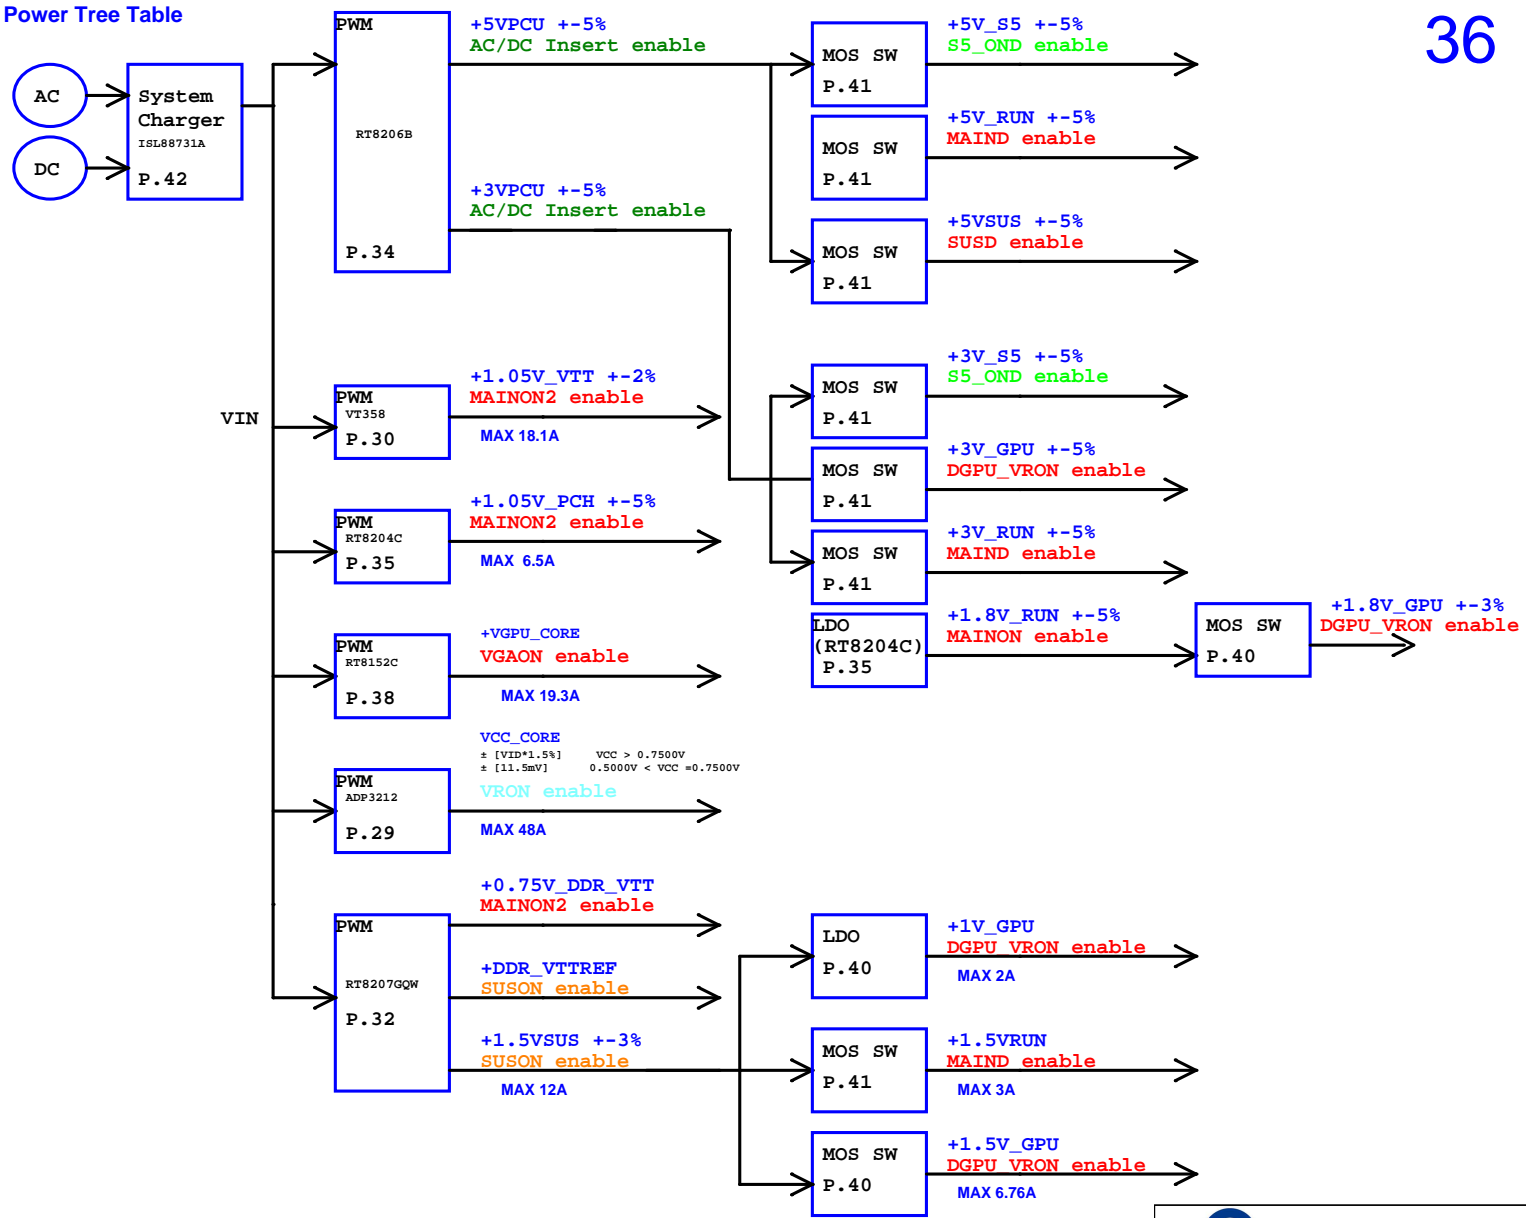 Power Tree Table
36
AC
DC
System
Charger
ISL88731A
P.42
VIN
PWM
RT8206B
P.34
+5VPCU +-5%
AC/DC Insert enable
+3VPCU +-5%
AC/DC Insert enable
MOS SW
P.41
+5V_S5 +-5%
S5_OND enable
MOS SW
P.41
+5V_RUN +-5%
MAIND enable
MOS SW
P.41
+5VSUS +-5%
SUSD enable
PWM
VT358
P.30
+1.05V_VTT +-2%
MAINON2 enable
MAX 18.1A
PWM
RT8204C
P.35
+1.05V_PCH +-5%
MAINON2 enable
MAX 6.5A
MOS SW
P.41
+3V_S5 +-5%
S5_OND enable
MOS SW
P.41
+3V_GPU +-5%
DGPU_VRON enable
MOS SW
P.41
+3V_RUN +-5%
MAIND enable
LDO
(RT8204C)
P.35
+1.8V_RUN +-5%
MAINON enable
MOS SW
P.40
+1.8V_GPU +-3%
DGPU_VRON enable
PWM
RT8152C
P.38
+VGPU_CORE
VGAON enable
MAX 19.3A
PWM
ADP3212
P.29
VCC_CORE
± [VID*1.5%] VCC > 0.7500V
± [11.5mV] 0.5000V < VCC =0.7500V
VRON enable
MAX 48A
PWM
RT8207GQW
P.32
+0.75V_DDR_VTT
MAINON2 enable
+DDR_VTTREF
SUSON enable
+1.5VSUS +-3%
SUSON enable
MAX 12A
LDO
P.40
+1V_GPU
DGPU_VRON enable
MAX 2A
MOS SW
P.41
+1.5VRUN
MAIND enable
MAX 3A
MOS SW
P.40
+1.5V_GPU
DGPU_VRON enable
MAX 6.76A